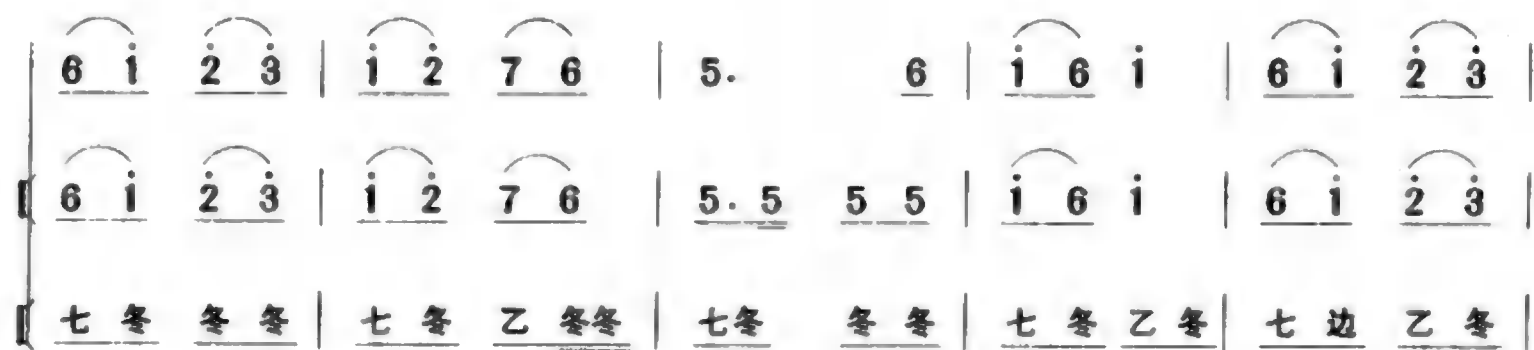 6 i̇ 2̇ 3̇ | i̇ 2̇ 7 6 | 5. 6 | i̇ 6 i̇ | 6 i̇ 2̇ 3̇ |
6 i̇ 2̇ 3̇ | i̇ 2̇ 7 6 | 5. 5 5 5 | i̇ 6 i̇ | 6 i̇ 2̇ 3̇ |
七 冬 冬 冬 | 七 冬 乙 冬冬 | 七冬 冬 冬 | 七 冬 乙 冬 | 七 边 乙 冬 |